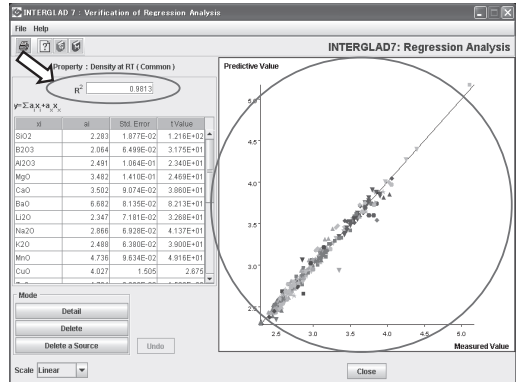 INTERGLAD 7 : Verification of Regression Analysis
File Help
INTERGLAD7: Regression Analysis
Property : Density at RT ( Common )
R2 0.9813
y=Σaixi+axxx
xi ai Std. Error t Value
SiO2 2.283 1.877E-02 1.216E+02
B2O3 2.064 6.499E-02 3.175E+01
Al2O3 2.491 1.064E-01 2.340E+01
MgO 3.482 1.410E-01 2.469E+01
CaO 3.502 9.074E-02 3.860E+01
BaO 6.682 8.135E-02 8.213E+01
Li2O 2.347 7.181E-02 3.268E+01
Na2O 2.866 6.928E-02 4.137E+01
K2O 2.488 6.380E-02 3.900E+01
MnO 4.736 9.634E-02 4.916E+01
CuO 4.027 1.505 2.675
Mode
Detail
Delete
Delete a Source
Undo
Scale Linear
Predictive Value
5.0
4.5
4.0
3.5
3.0
2.5
2.5 3.0 3.5 4.0 4.5 5.0
Measured Value
Close